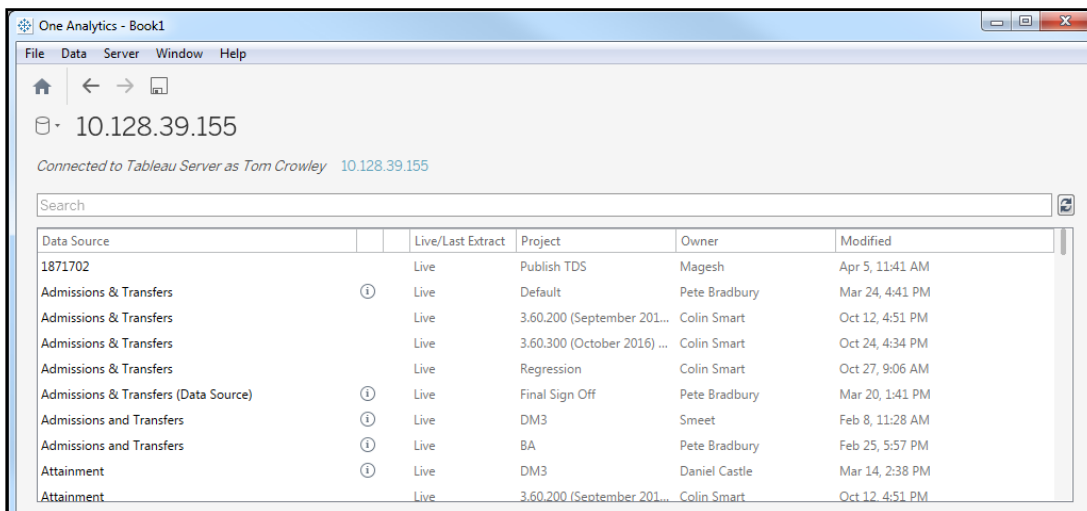 One Analytics - Book1
File Data Server Window Help
10.128.39.155
Connected to Tableau Server as Tom Crowley 10.128.39.155
Search
Data Source Live/Last Extract Project Owner Modified
1871702 Live Publish TDS Magesh Apr 5, 11:41 AM
Admissions & Transfers Live Default Pete Bradbury Mar 24, 4:41 PM
Admissions & Transfers Live 3.60.200 (September 201... Colin Smart Oct 12, 4:51 PM
Admissions & Transfers Live 3.60.300 (October 2016) ... Colin Smart Oct 24, 4:34 PM
Admissions & Transfers Live Regression Colin Smart Oct 27, 9:06 AM
Admissions & Transfers (Data Source) Live Final Sign Off Pete Bradbury Mar 20, 1:41 PM
Admissions and Transfers Live DM3 Smeet Feb 8, 11:28 AM
Admissions and Transfers Live BA Pete Bradbury Feb 25, 5:57 PM
Attainment Live DM3 Daniel Castle Mar 14, 2:38 PM
Attainment Live 3.60.200 (September 201... Colin Smart Oct 12, 4:51 PM